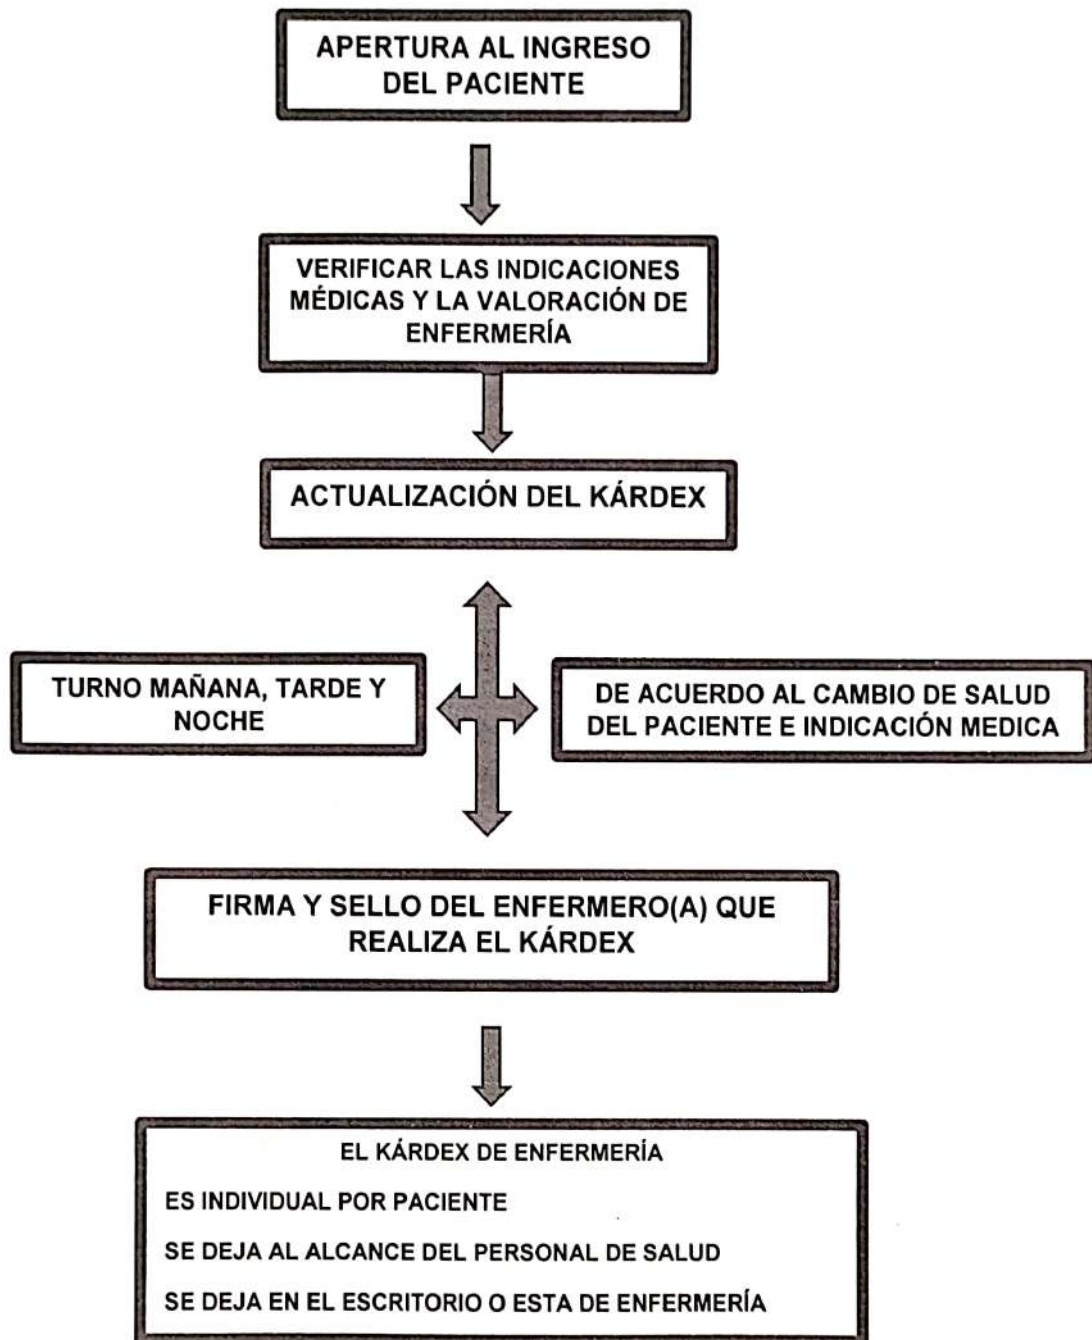 APERTURA AL INGRESO
DEL PACIENTE
VERIFICAR LAS INDICACIONES
MÉDICAS Y LA VALORACIÓN DE
ENFERMERÍA
ACTUALIZACIÓN DEL KÁRDEX
TURNO MAÑANA, TARDE Y
NOCHE
DE ACUERDO AL CAMBIO DE SALUD
DEL PACIENTE E INDICACIÓN MEDICA
FIRMA Y SELLO DEL ENFERMERO(A) QUE
REALIZA EL KÁRDEX
EL KÁRDEX DE ENFERMERÍA
ES INDIVIDUAL POR PACIENTE
SE DEJA AL ALCANCE DEL PERSONAL DE SALUD
SE DEJA EN EL ESCRITORIO O ESTA DE ENFERMERÍA